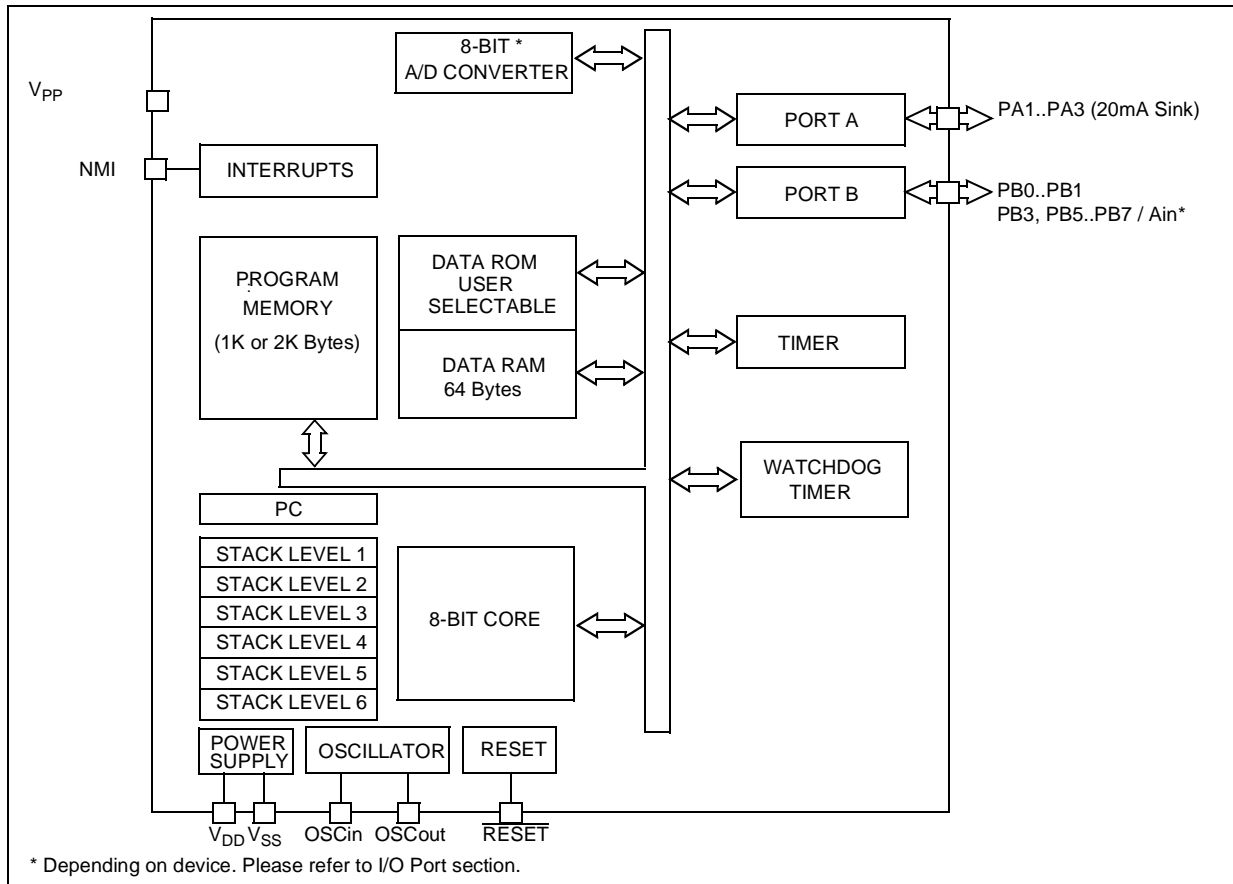 8-BIT *
A/D CONVERTER
VPP
PORT A
PA1..PA3 (20mA Sink)
NMI
INTERRUPTS
PORT B
PB0..PB1
PB3, PB5..PB7 / Ain*
PROGRAM
MEMORY
(1K or 2K Bytes)
DATA ROM
USER
SELECTABLE
DATA RAM
64 Bytes
TIMER
WATCHDOG
TIMER
PC
STACK LEVEL 1
STACK LEVEL 2
STACK LEVEL 3
STACK LEVEL 4
STACK LEVEL 5
STACK LEVEL 6
8-BIT CORE
POWER
SUPPLY
OSCILLATOR
RESET
VDD VSS OSCin OSCout RESET
* Depending on device. Please refer to I/O Port section.